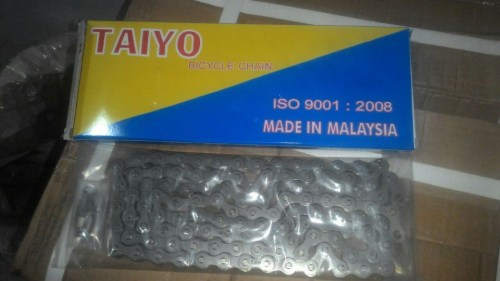 TAIYO
BICYCLE CHAIN
ISO 9001 : 2008
MADE IN MALAYSIA